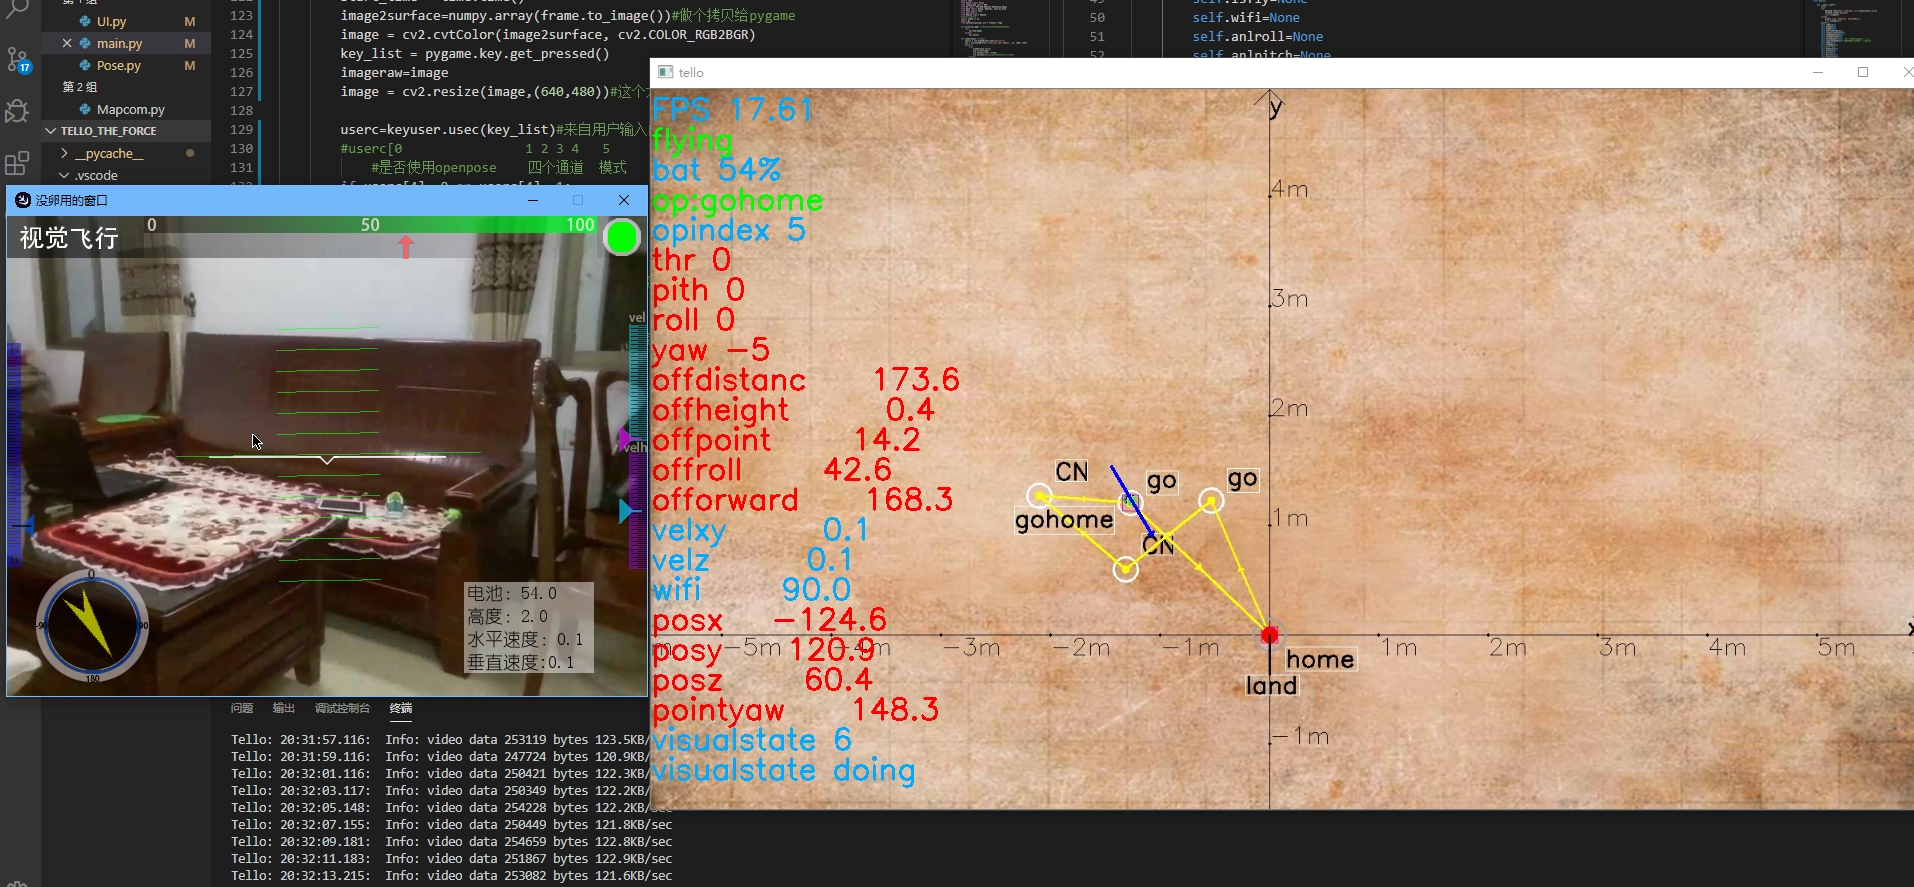 第 1 组
UI.py M
main.py M
Pose.py M
第 2 组
Mapcom.py
TELLO_THE_FORCE
__pycache__
.vscode
17
123 image2surface=numpy.array(frame.to_image())#做个拷贝给pygame
124 image = cv2.cvtColor(image2surface, cv2.COLOR_RGB2BGR)
125 key_list = pygame.key.get_pressed()
126 imageraw=image
127 image = cv2.resize(image,(640,480))#这个
128
129 userc=keyuser.usec(key_list)#来自用户输入
130 #userc[0 1 2 3 4 5
131 #是否使用openpose 四个通道 模式
50 self.wifi=None
51 self.anlroll=None
52 self.anlpitch=None
没卵用的窗口
视觉飞行
0 50 100
vel
velh
0
-90 90
180
电池: 54.0
高度: 2.0
水平速度: 0.1
垂直速度:0.1
tello
FPS 17.61
flying
bat 54%
op:gohome
opindex 5
thr 0
pith 0
roll 0
yaw -5
offdistanc 173.6
offheight 0.4
offpoint 14.2
offroll 42.6
offorward 168.3
velxy 0.1
velz 0.1
wifi 90.0
posx -124.6
posy 120.9
posz 60.4
pointyaw 148.3
visualstate 6
visualstate doing
y
4m
3m
2m
1m
CN
go
go
gohome
CN
x
-5m -4m -3m -2m -1m 1m 2m 3m 4m 5m
home
land
-1m
问题 输出 调试控制台 终端
Tello: 20:31:57.116: Info: video data 253119 bytes 123.5KB/
Tello: 20:31:59.116: Info: video data 247724 bytes 120.9KB/
Tello: 20:32:01.116: Info: video data 250421 bytes 122.3KB/
Tello: 20:32:03.117: Info: video data 250349 bytes 122.2KB/
Tello: 20:32:05.148: Info: video data 254228 bytes 122.2KB/sec
Tello: 20:32:07.155: Info: video data 250449 bytes 121.8KB/sec
Tello: 20:32:09.181: Info: video data 254659 bytes 122.8KB/sec
Tello: 20:32:11.183: Info: video data 251867 bytes 122.9KB/sec
Tello: 20:32:13.215: Info: video data 253082 bytes 121.6KB/sec